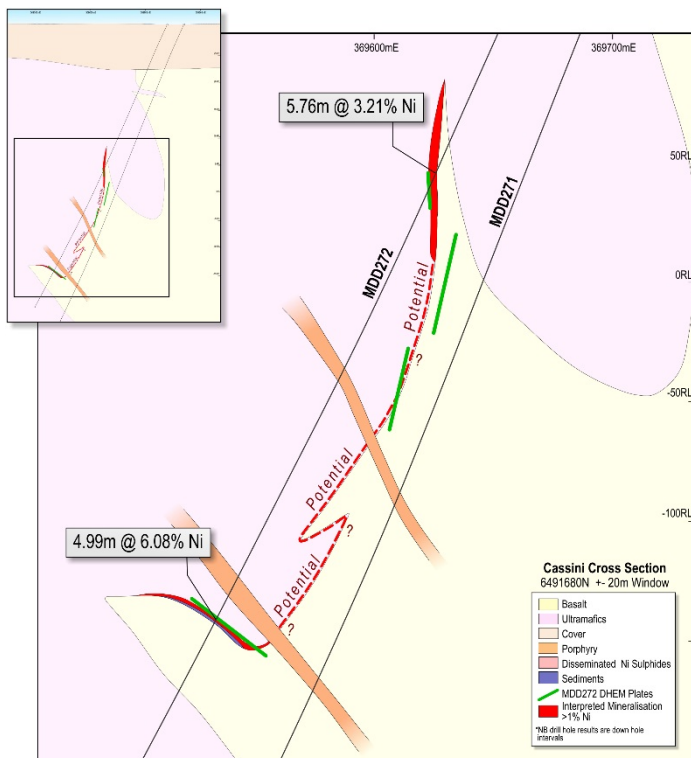 369600mE
369700mE
5.76m @ 3.21% Ni
50RL
MDD271
MDD272
0RL
Potential
?
-50RL
Potential
-100RL
?
4.99m @ 6.08% Ni
Potential
?
Cassini Cross Section
6491680N +- 20m Window
Basalt
Ultramafics
Cover
Porphyry
Disseminated Ni Sulphides
Sediments
MDD272 DHEM Plates
Interpreted Mineralisation
>1% Ni
*NB drill hole results are down hole
intervals